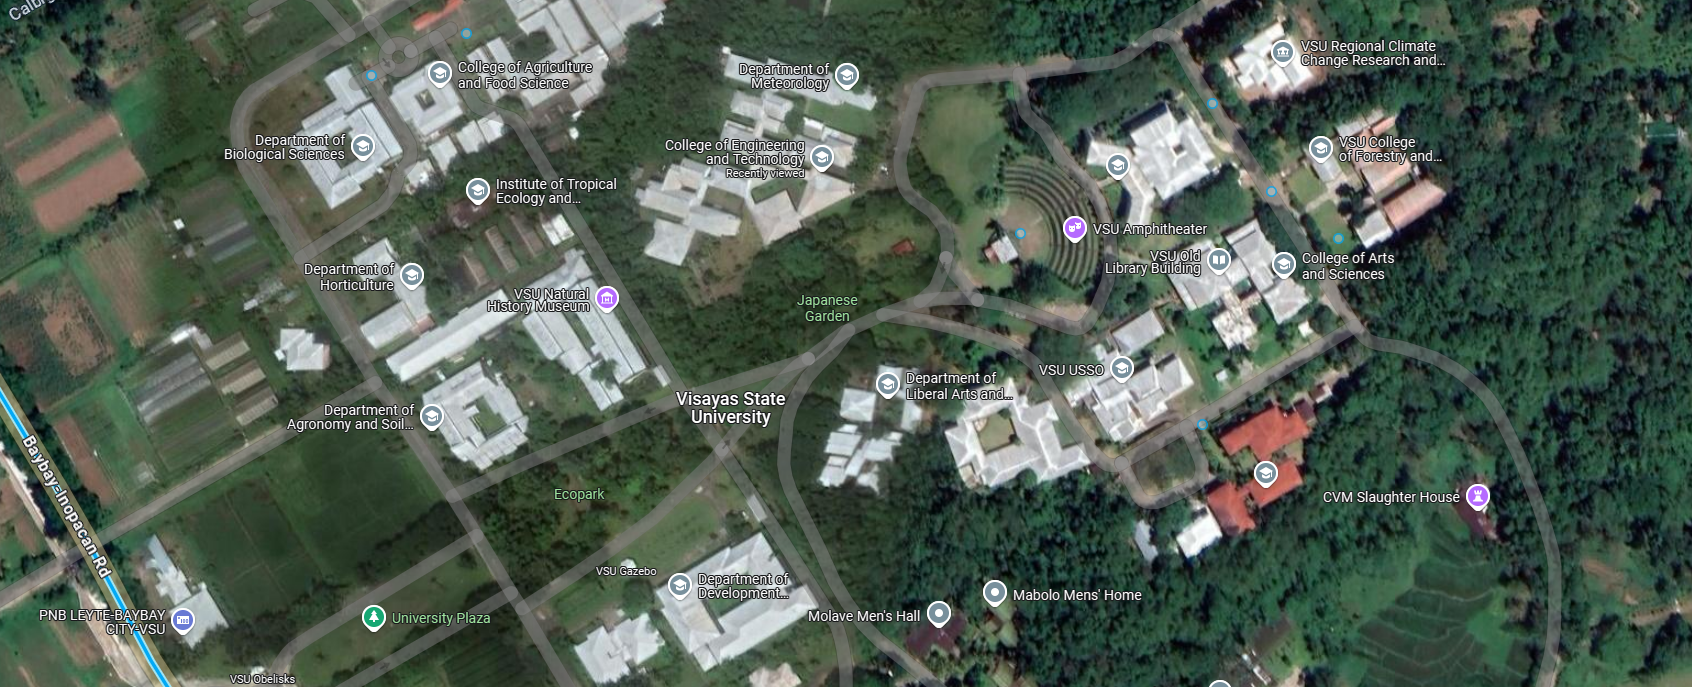 Calbig
College of Agriculture
and Food Science
Department of
Biological Sciences
Institute of Tropical
Ecology and...
Department of
Meteorology
College of Engineering
and Technology
Recently viewed
VSU Regional Climate
Change Research and...
VSU College
of Forestry and...
VSU Amphitheater
VSU Old
Library Building
College of Arts
and Sciences
Department of
Horticulture
VSU Natural
History Museum
Japanese
Garden
VSU USSO
Department of
Liberal Arts and...
Visayas State
University
Department of
Agronomy and Soil...
Ecopark
Baybay-Inopacan Rd
CVM Slaughter House
VSU Gazebo
Department of
Development...
Mabolo Mens' Home
Molave Men's Hall
University Plaza
PNB LEYTE-BAYBAY
CITY-VSU
VSU Obelisks